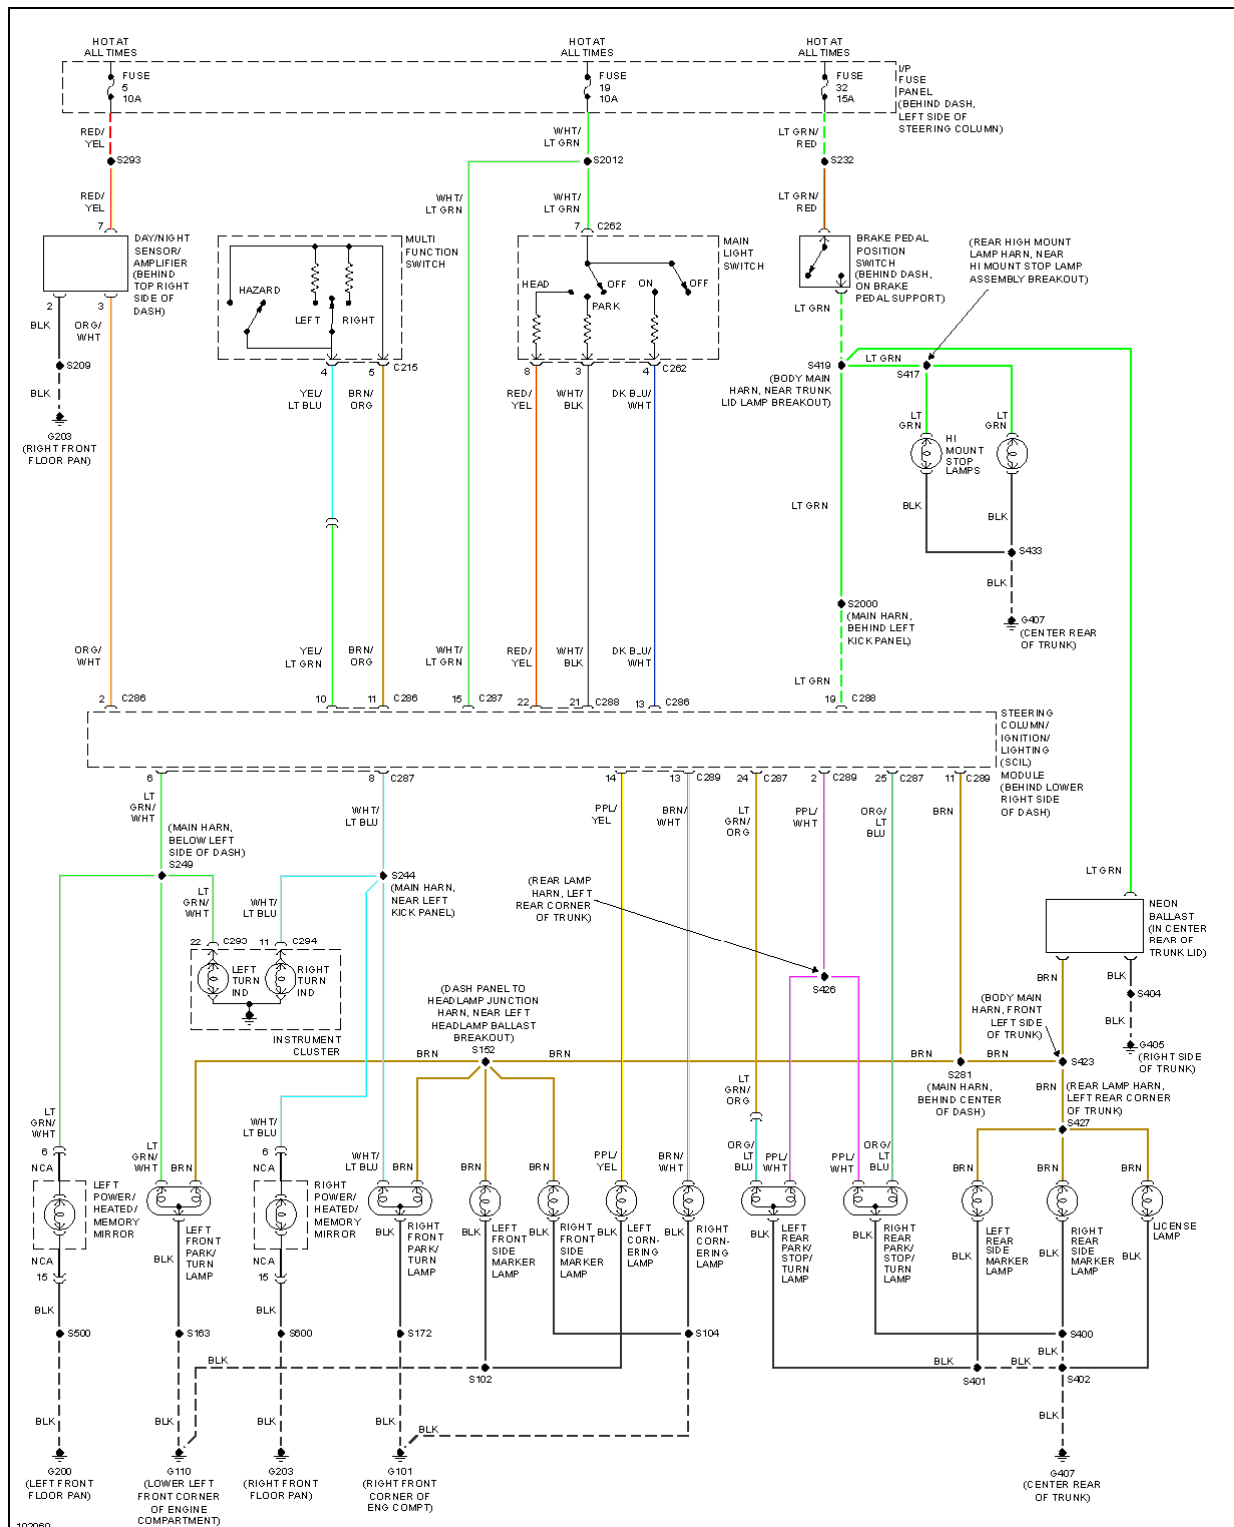 HOT AT
ALL TIMES
HOT AT
ALL TIMES
HOT AT
ALL TIMES
FUSE
5
10A
FUSE
19
10A
FUSE
32
15A
I/P
FUSE
PANEL
(BEHIND DASH,
LEFT SIDE OF
STEERING COLUMN)
RED/
YEL
WHT/
LT GRN
LT GRN/
RED
S293
S2012
S232
RED/
YEL
WHT/
LT GRN
WHT/
LT GRN
LT GRN/
RED
7
7
C262
DAY/NIGHT
SENSOR/
AMPLIFIER
(BEHIND
TOP RIGHT
SIDE OF
DASH)
MULTI
FUNCTION
SWITCH
HAZARD
LEFT
RIGHT
MAIN
LIGHT
SWITCH
HEAD
OFF
PARK
ON
OFF
BRAKE PEDAL
POSITION
SWITCH
(BEHIND DASH,
ON BRAKE
PEDAL SUPPORT)
(REAR HIGH MOUNT
LAMP HARN, NEAR
HI MOUNT STOP LAMP
ASSEMBLY BREAKOUT)
2
3
BLK
ORG/
WHT
S209
BLK
G203
(RIGHT FRONT
FLOOR PAN)
4
5
C215
YEL/
LT BLU
BRN/
ORG
8
3
4
C262
RED/
YEL
WHT/
BLK
DK BLU/
WHT
LT GRN
S419
LT GRN
S417
(BODY MAIN
HARN, NEAR TRUNK
LID LAMP BREAKOUT)
LT
GRN
LT
GRN
HI
MOUNT
STOP
LAMPS
LT GRN
BLK
BLK
S433
BLK
S2000
(MAIN HARN,
BEHIND LEFT
KICK PANEL)
G407
(CENTER REAR
OF TRUNK)
ORG/
WHT
YEL/
LT GRN
BRN/
ORG
WHT/
LT GRN
RED/
YEL
WHT/
BLK
DK BLU/
WHT
LT GRN
2
C286
10
11
C286
15
C287
22
21
C288
13
C286
19
C288
STEERING
COLUMN/
IGNITION/
LIGHTING
(SCIL)
MODULE
(BEHIND LOWER
RIGHT SIDE
OF DASH)
6
8
C287
14
13
C289
24
C287
2
C289
25
C287
11
C289
LT
GRN/
WHT
WHT/
LT BLU
PPL/
YEL
BRN/
WHT
LT
GRN/
ORG
PPL/
WHT
ORG/
LT
BLU
BRN
(MAIN HARN,
BELOW LEFT
SIDE OF DASH)
S249
S244
(MAIN HARN,
NEAR LEFT
KICK PANEL)
(REAR LAMP
HARN, LEFT
REAR CORNER
OF TRUNK)
LT GRN
LT
GRN/
WHT
WHT/
LT BLU
22
C293
11
C294
LEFT
TURN
IND
RIGHT
TURN
IND
INSTRUMENT
CLUSTER
NEON
BALLAST
(IN CENTER
REAR OF
TRUNK LID)
S426
BRN
BLK
S404
BLK
G405
(RIGHT SIDE
OF TRUNK)
(DASH PANEL TO
HEADLAMP JUNCTION
HARN, NEAR LEFT
HEADLAMP BALLAST
BREAKOUT)
S152
(BODY MAIN
HARN, FRONT
LEFT SIDE
OF TRUNK)
BRN
BRN
BRN
BRN
S423
S281
(MAIN HARN,
BEHIND CENTER
OF DASH)
BRN
(REAR LAMP HARN,
LEFT REAR CORNER
OF TRUNK)
S427
LT
GRN/
ORG
LT
GRN/
WHT
WHT/
LT BLU
6
6
NCA
NCA
LT
GRN/
WHT
BRN
WHT/
LT BLU
BRN
BRN
BRN
PPL/
YEL
BRN/
WHT
ORG/
LT
BLU
PPL/
WHT
PPL/
WHT
ORG/
LT
BLU
BRN
BRN
BRN
LEFT
POWER/
HEATED/
MEMORY
MIRROR
LEFT
FRONT
PARK/
TURN
LAMP
RIGHT
POWER/
HEATED/
MEMORY
MIRROR
RIGHT
FRONT
PARK/
TURN
LAMP
LEFT
FRONT
SIDE
MARKER
LAMP
RIGHT
FRONT
SIDE
MARKER
LAMP
LEFT
CORN-
ERING
LAMP
RIGHT
CORN-
ERING
LAMP
LEFT
REAR
PARK/
STOP/
TURN
LAMP
RIGHT
REAR
PARK/
STOP/
TURN
LAMP
LEFT
REAR
SIDE
MARKER
LAMP
RIGHT
REAR
SIDE
MARKER
LAMP
LICENSE
LAMP
NCA
BLK
NCA
BLK
BLK
BLK
BLK
BLK
BLK
BLK
BLK
BLK
BLK
15
15
BLK
BLK
S500
S163
S600
S172
S104
S400
BLK
S102
BLK
BLK
BLK
S401
S402
BLK
BLK
BLK
BLK
BLK
BLK
G200
(LEFT FRONT
FLOOR PAN)
G110
(LOWER LEFT
FRONT CORNER
OF ENGINE
COMPARTMENT)
G203
(RIGHT FRONT
FLOOR PAN)
G101
(RIGHT FRONT
CORNER OF
ENG COMPT)
G407
(CENTER REAR
OF TRUNK)